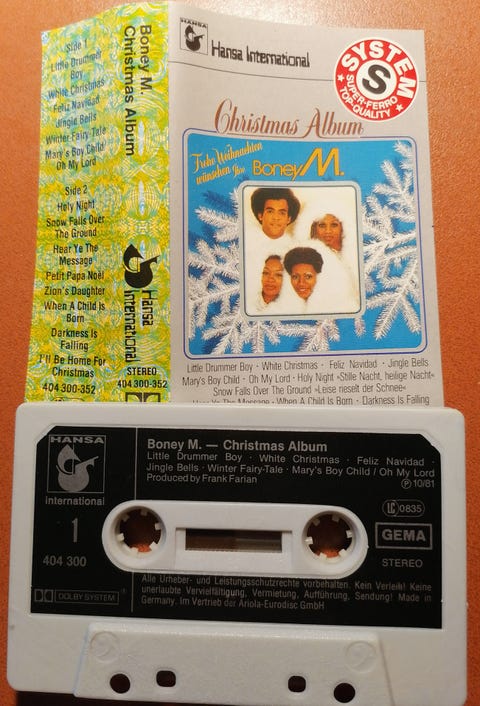 Side 1
Little Drummer
Boy
White Christmas
Feliz Navidad
Jingle Bells
Winter Fairy-Tale
Mary's Boy Child
Oh My Lord
Side 2
Holy Night
Snow Falls Over
The Ground
Hear Ye The
Message
Petit Papa Noël
Zion's Daughter
When A Child Is
Born
Darkness Is
Falling
I'll Be Home For
Christmas
404 300-352
Boney M.
Christmas Album
Hansa
International
STEREO
404 300-352
HANSA
Hansa International
SYSTEM
S
SUPER-FERRO
TOP-QUALITY
Christmas Album
Frohe Weihnachten
wünschen Ihre Boney M.
Little Drummer Boy · White Christmas · Feliz Navidad · Jingle Bells
Mary's Boy Child · Oh My Lord · Holy Night »Stille Nacht, heilige Nacht«
Snow Falls Over The Ground »Leise rieselt der Schnee«
Hear Ye The Message · When A Child Is Born · Darkness Is Falling
HANSA
International
1
404 300
DOLBY SYSTEM
Boney M. — Christmas Album
Little Drummer Boy · White Christmas · Feliz Navidad ·
Jingle Bells · Winter Fairy-Tale · Mary's Boy Child / Oh My Lord
Produced by Frank Farian
Ⓟ 10/81
LC 0835
GEMA
STEREO
Alle Urheber- und Leistungsschutzrechte vorbehalten. Kein Verleih! Keine
unerlaubte Vervielfältigung, Vermietung, Aufführung, Sendung! Made in
Germany. Im Vertrieb der Ariola-Eurodisc GmbH